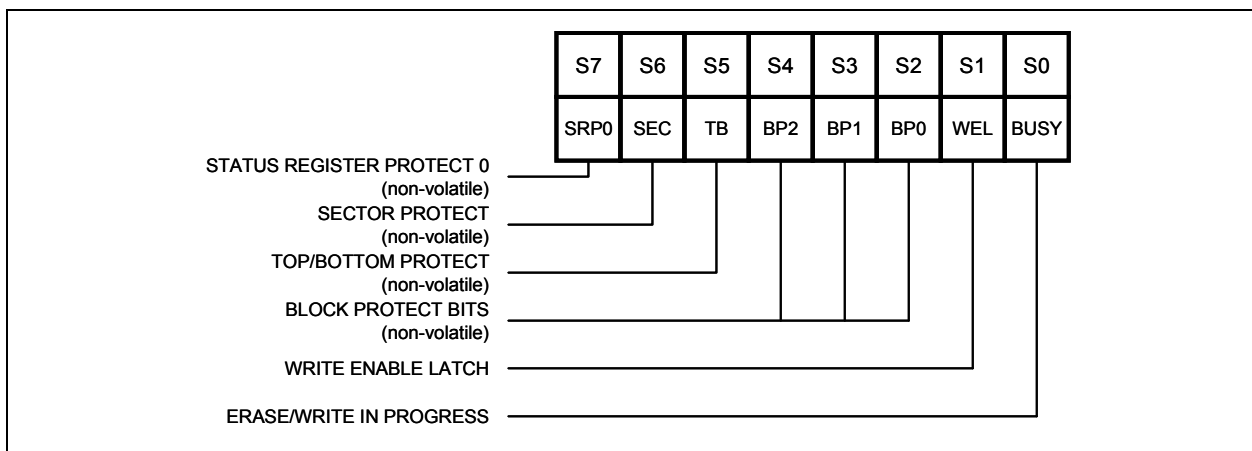 S7 S6 S5 S4 S3 S2 S1 S0
SRP0 SEC TB BP2 BP1 BP0 WEL BUSY
STATUS REGISTER PROTECT 0
(non-volatile)
SECTOR PROTECT
(non-volatile)
TOP/BOTTOM PROTECT
(non-volatile)
BLOCK PROTECT BITS
(non-volatile)
WRITE ENABLE LATCH
ERASE/WRITE IN PROGRESS